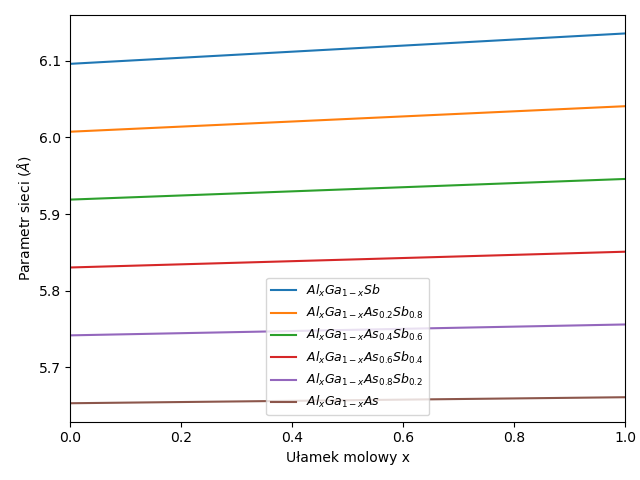 6.1
6.0
5.9
5.8
5.7
Parametr sieci (Å)
AlₓGa₁₋ₓSb
AlₓGa₁₋ₓAs₀.₂Sb₀.₈
AlₓGa₁₋ₓAs₀.₄Sb₀.₆
AlₓGa₁₋ₓAs₀.₆Sb₀.₄
AlₓGa₁₋ₓAs₀.₈Sb₀.₂
AlₓGa₁₋ₓAs
0.0 0.2 0.4 0.6 0.8 1.0
Ułamek molowy x